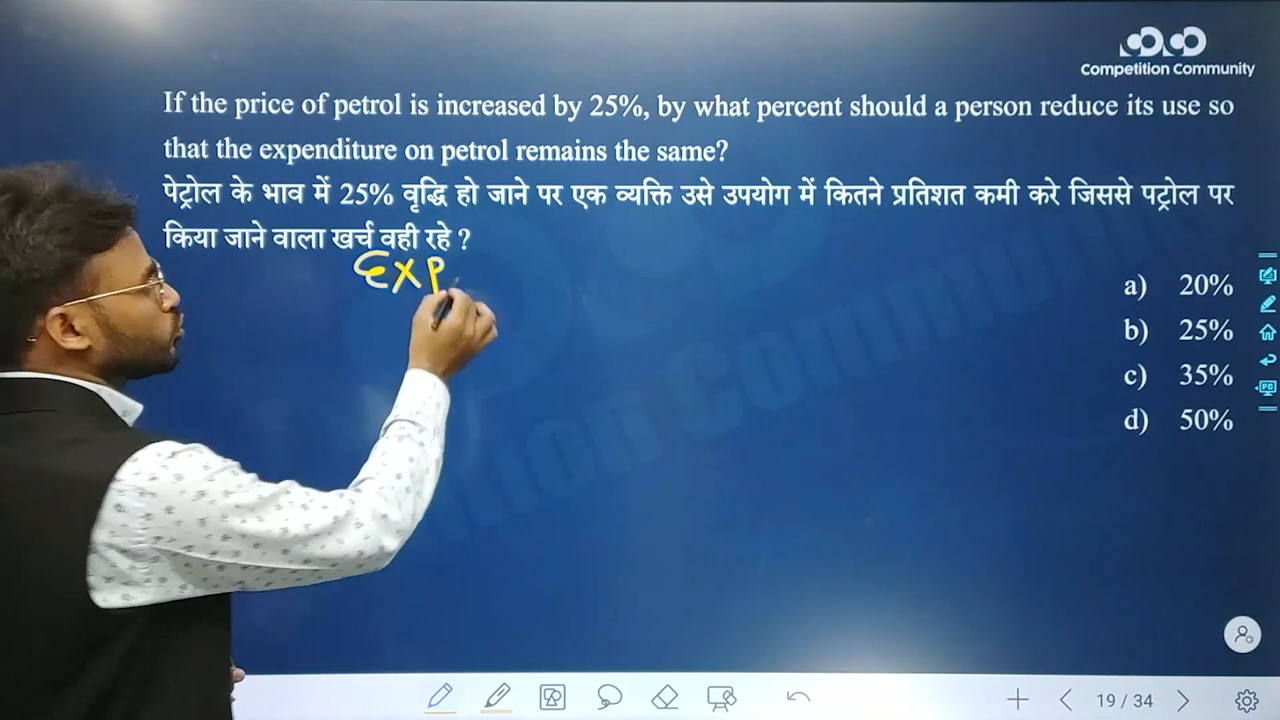 Competition Community
If the price of petrol is increased by 25%, by what percent should a person reduce its use so
that the expenditure on petrol remains the same?
पेट्रोल के भाव में 25% वृद्धि हो जाने पर एक व्यक्ति उसे उपयोग में कितने प्रतिशत कमी करे जिससे पट्रोल पर
किया जाने वाला खर्च वही रहे ?
EXP
a) 20%
b) 25%
c) 35%
d) 50%
19 / 34